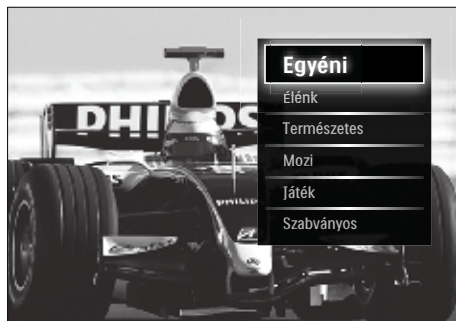 Egyéni
Élénk
Természetes
Mozi
Játék
Szabványos
PHILIPS